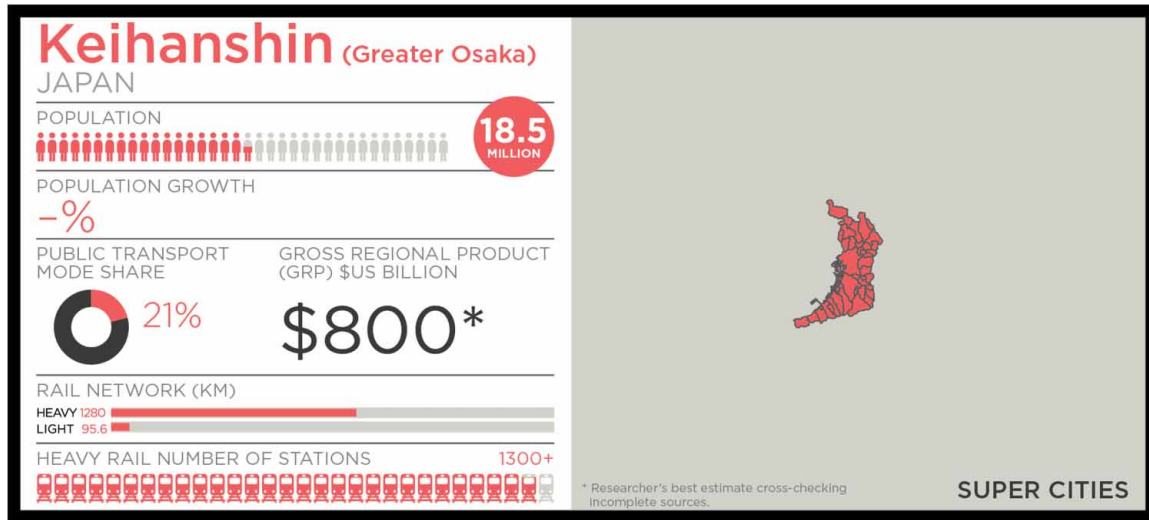 Keihanshin (Greater Osaka)
JAPAN
POPULATION
18.5
MILLION
POPULATION GROWTH
–%
PUBLIC TRANSPORT
MODE SHARE
21%
GROSS REGIONAL PRODUCT
(GRP) $US BILLION
$800*
RAIL NETWORK (KM)
HEAVY 1280
LIGHT 95.6
HEAVY RAIL NUMBER OF STATIONS 1300+
* Researcher's best estimate cross-checking
incomplete sources.
SUPER CITIES